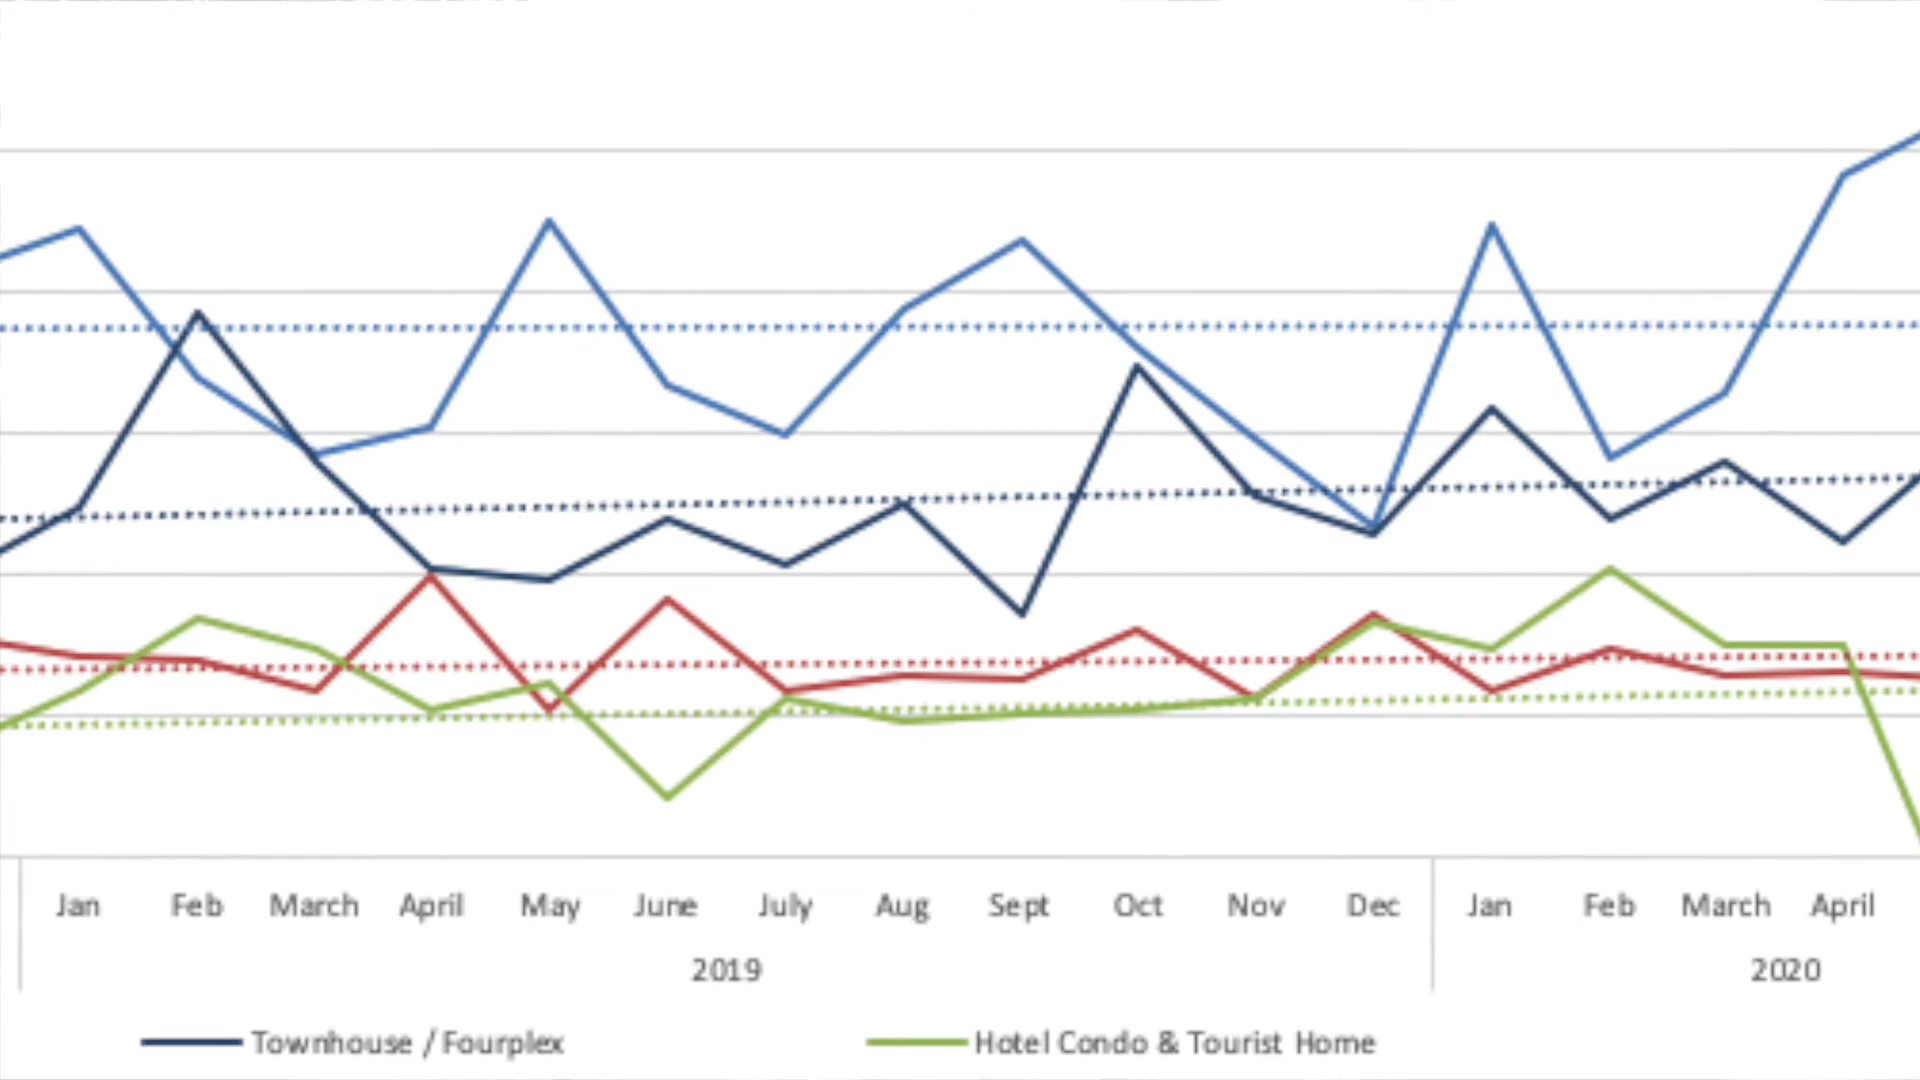 Jan Feb March April May June July Aug Sept Oct Nov Dec Jan Feb March April
2019 2020
Townhouse / Fourplex Hotel Condo & Tourist Home